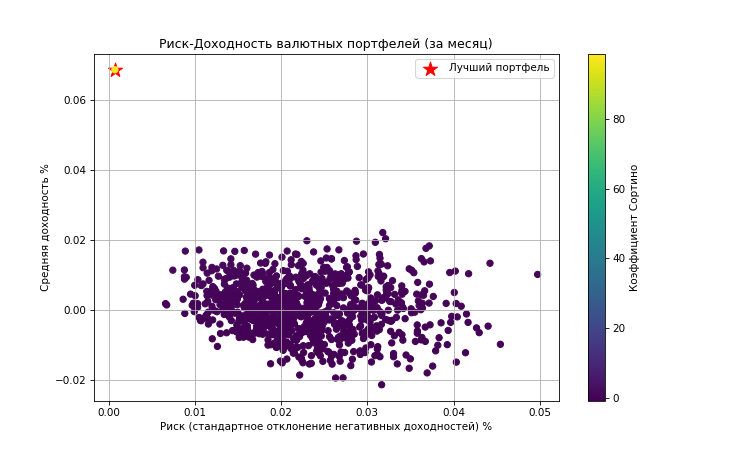 Риск-Доходность валютных портфелей (за месяц)
Лучший портфель
Средняя доходность %
0.06
0.04
0.02
0.00
−0.02
0.00 0.01 0.02 0.03 0.04 0.05
Риск (стандартное отклонение негативных доходностей) %
80
60
40
20
0
Коэффициент Сортино